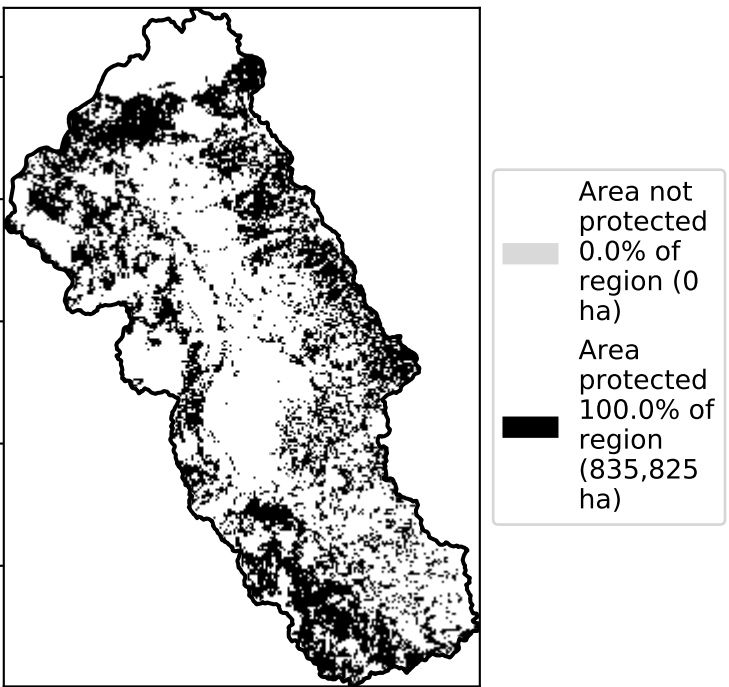 Area not
protected
0.0% of
region (0
ha)
Area
protected
100.0% of
region
(835,825
ha)